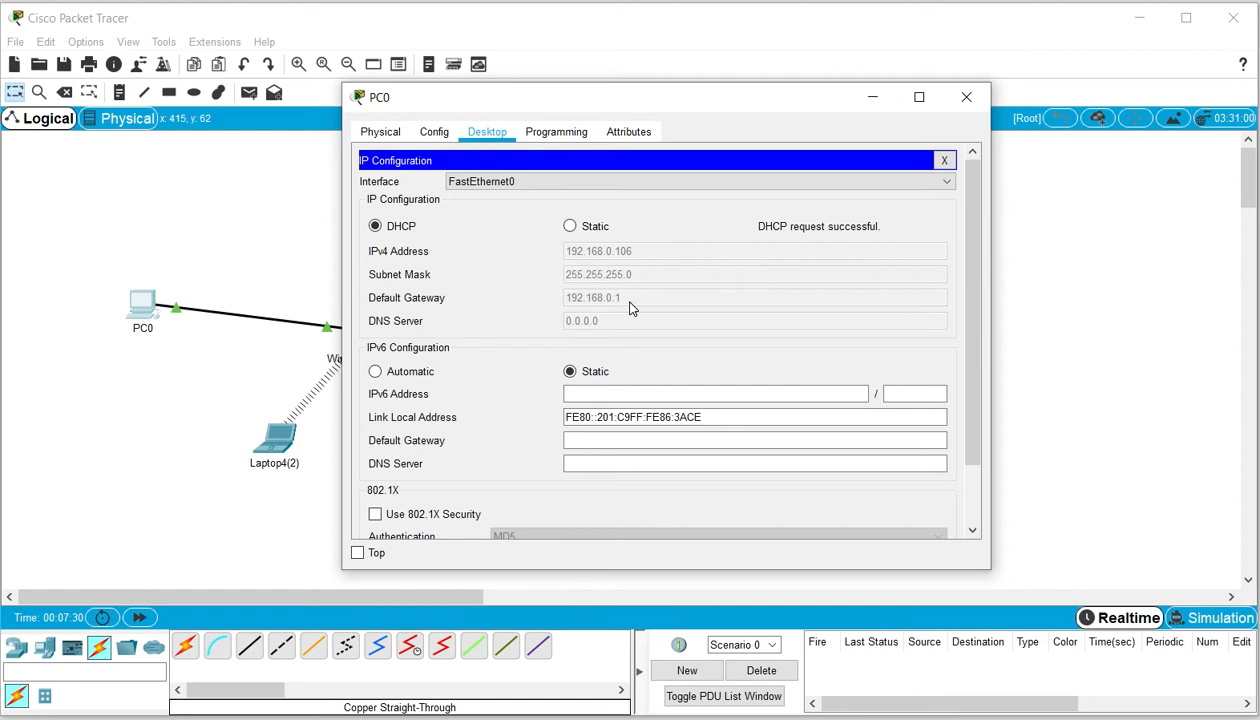 Cisco Packet Tracer
File Edit Options View Tools Extensions Help
?
PC0
Logical Physical x: 415, y: 62
[Root] 03:31:00
Physical Config Desktop Programming Attributes
IP Configuration X
Interface FastEthernet0
IP Configuration
DHCP Static DHCP request successful.
IPv4 Address 192.168.0.106
Subnet Mask 255.255.255.0
Default Gateway 192.168.0.1
DNS Server 0.0.0.0
IPv6 Configuration
Automatic Static
IPv6 Address /
Link Local Address FE80::201:C9FF:FE86:3ACE
Default Gateway
DNS Server
802.1X
Use 802.1X Security
Authentication MD5
Top
PC0
Laptop4(2)
Time: 00:07:30
Realtime Simulation
Scenario 0
New Delete
Toggle PDU List Window
Fire Last Status Source Destination Type Color Time(sec) Periodic Num Edit
Copper Straight-Through